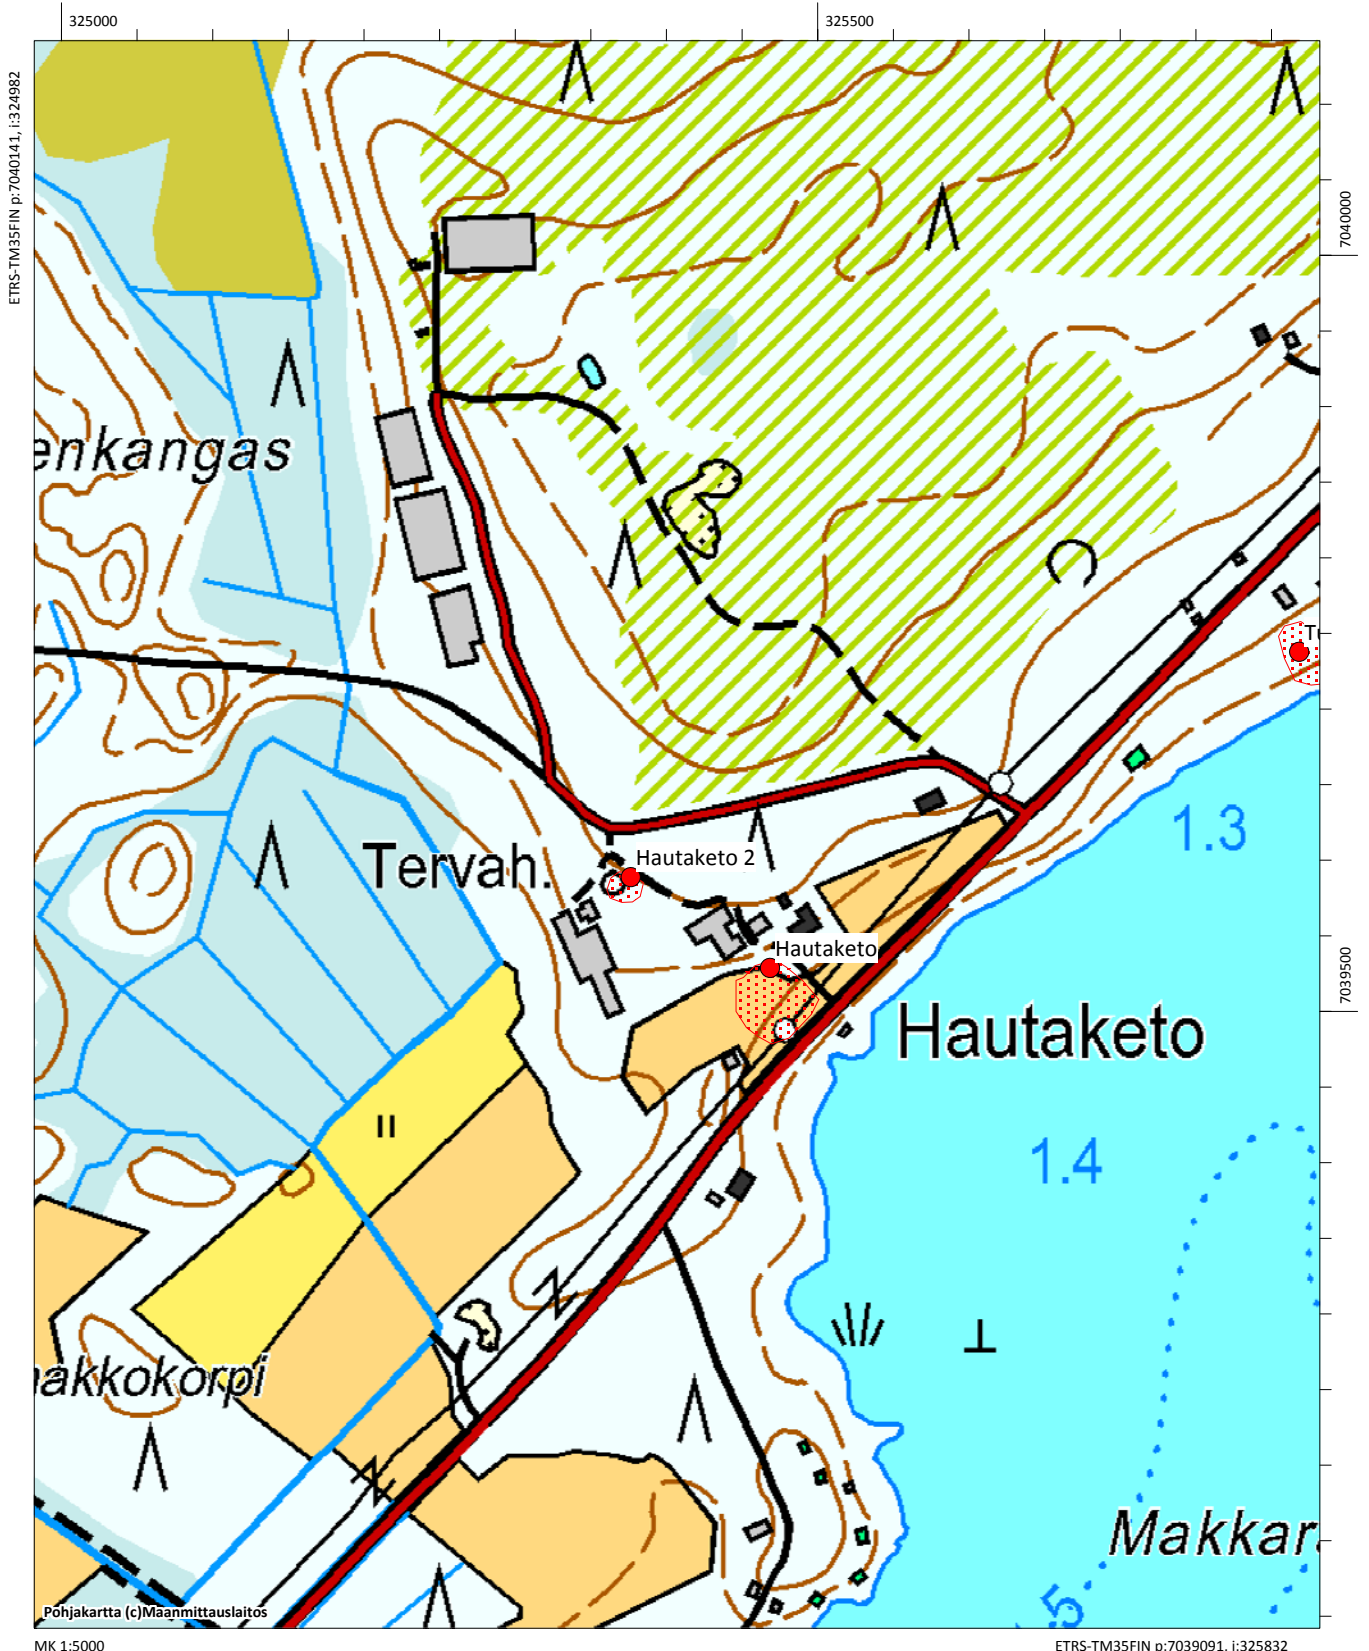 325000
325500
ETRS-TM35FIN p:7040141, i:324982
7040000
enkangas
1.3
Tervah.
Hautaketo 2
Hautaketo
7039500
Hautaketo
1.4
akkokorpi
Makkar
.5
Pohjakartta (c)Maanmittauslaitos
MK 1:5000
ETRS-TM35FIN p:7039091, i:325832